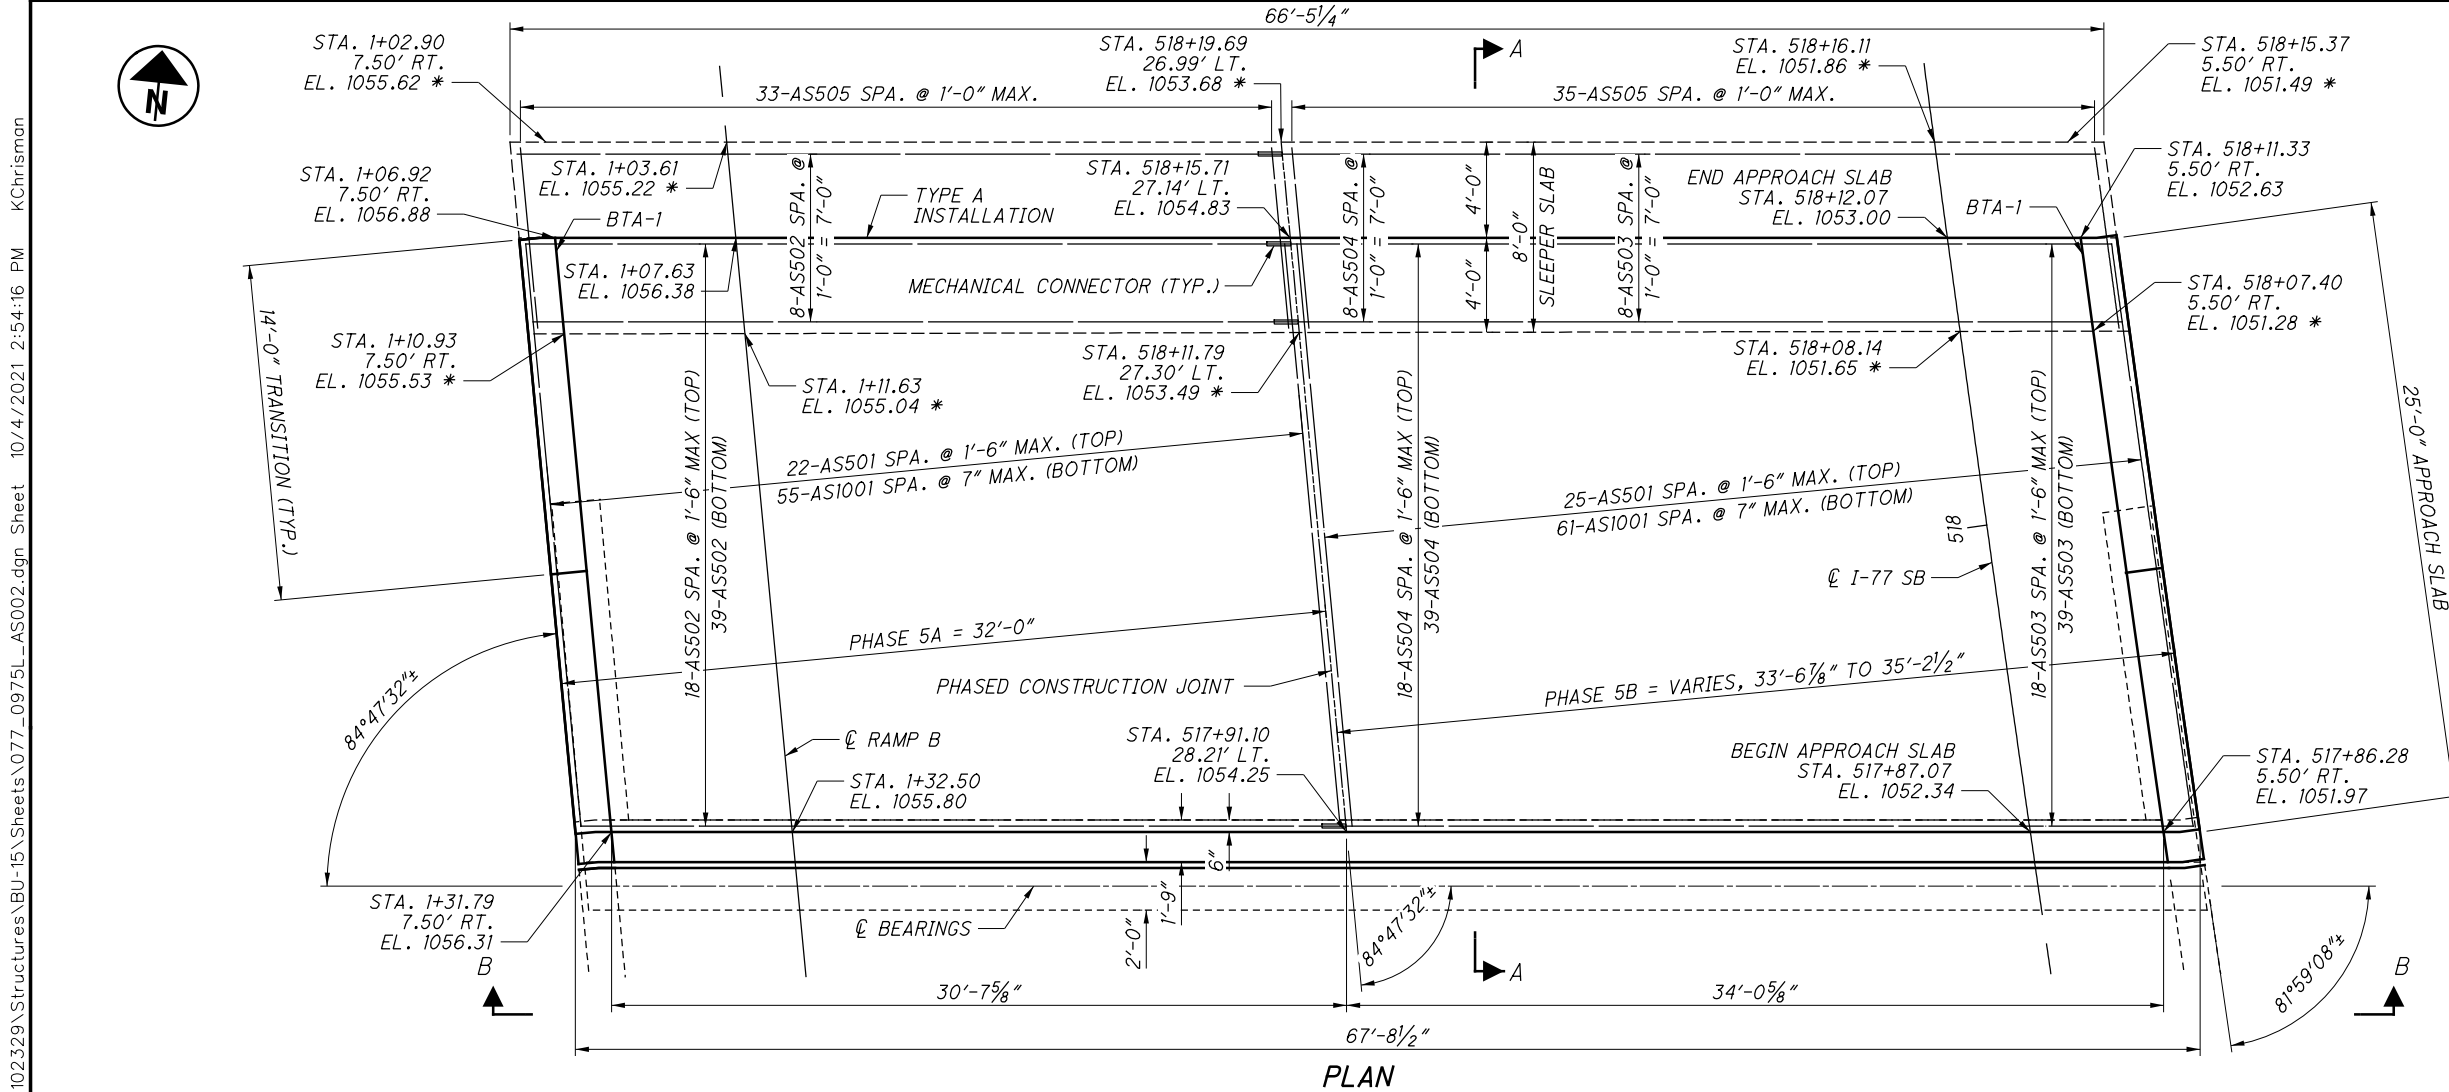 66'-5¼"
STA. 1+02.90
7.50' RT.
EL. 1055.62 *
STA. 518+19.69
26.99' LT.
EL. 1053.68 *
A
STA. 518+16.11
EL. 1051.86 *
STA. 518+15.37
5.50' RT.
EL. 1051.49 *
N
33-AS505 SPA. @ 1'-0" MAX.
35-AS505 SPA. @ 1'-0" MAX.
STA. 1+06.92
7.50' RT.
EL. 1056.88
STA. 1+03.61
EL. 1055.22 *
BTA-1
8-AS502 SPA. @
1'-0" = 7'-0"
TYPE A
INSTALLATION
STA. 518+15.71
27.14' LT.
EL. 1054.83
8-AS504 SPA. @
1'-0" = 7'-0"
4'-0"
4'-0"
8'-0"
SLEEPER SLAB
8-AS503 SPA. @
1'-0" = 7'-0"
END APPROACH SLAB
STA. 518+12.07
EL. 1053.00
BTA-1
STA. 518+11.33
5.50' RT.
EL. 1052.63
STA. 1+07.63
EL. 1056.38
MECHANICAL CONNECTOR (TYP.)
STA. 518+07.40
5.50' RT.
EL. 1051.28 *
14'-0" TRANSITION (TYP.)
STA. 1+10.93
7.50' RT.
EL. 1055.53 *
STA. 1+11.63
EL. 1055.04 *
STA. 518+11.79
27.30' LT.
EL. 1053.49 *
STA. 518+08.14
EL. 1051.65 *
25'-0" APPROACH SLAB
18-AS502 SPA. @ 1'-6" MAX (TOP)
39-AS502 (BOTTOM)
22-AS501 SPA. @ 1'-6" MAX. (TOP)
55-AS1001 SPA. @ 7" MAX. (BOTTOM)
18-AS504 SPA. @ 1'-6" MAX (TOP)
39-AS504 (BOTTOM)
25-AS501 SPA. @ 1'-6" MAX. (TOP)
61-AS1001 SPA. @ 7" MAX. (BOTTOM)
518
℄ I-77 SB
18-AS503 SPA. @ 1'-6" MAX (TOP)
39-AS503 (BOTTOM)
PHASE 5A = 32'-0"
PHASED CONSTRUCTION JOINT
PHASE 5B = VARIES, 33'-6⅞" TO 35'-2½"
84°47'32"±
℄ RAMP B
STA. 1+32.50
EL. 1055.80
STA. 517+91.10
28.21' LT.
EL. 1054.25
BEGIN APPROACH SLAB
STA. 517+87.07
EL. 1052.34
STA. 517+86.28
5.50' RT.
EL. 1051.97
STA. 1+31.79
7.50' RT.
EL. 1056.31
℄ BEARINGS
2'-0"
1'-9"
6"
84°47'32"±
A
81°59'08"±
B
B
30'-7⅝"
34'-0⅝"
67'-8½"
PLAN
102329\Structures\BU-15\Sheets\077_0975L_AS002.dgn Sheet 10/4/2021 2:54:16 PM KChrisman